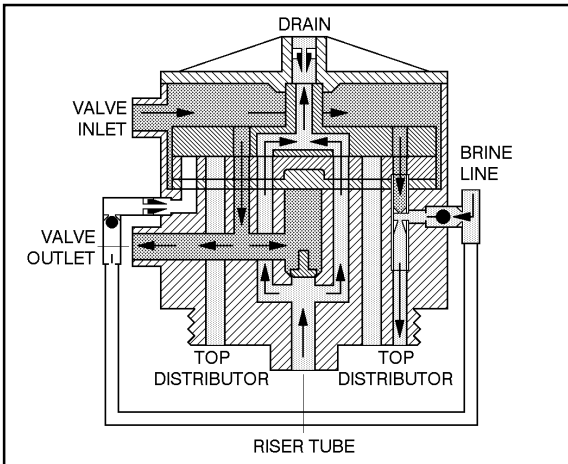 DRAIN
VALVE
INLET
BRINE
LINE
VALVE
OUTLET
TOP
DISTRIBUTOR
TOP
DISTRIBUTOR
RISER TUBE